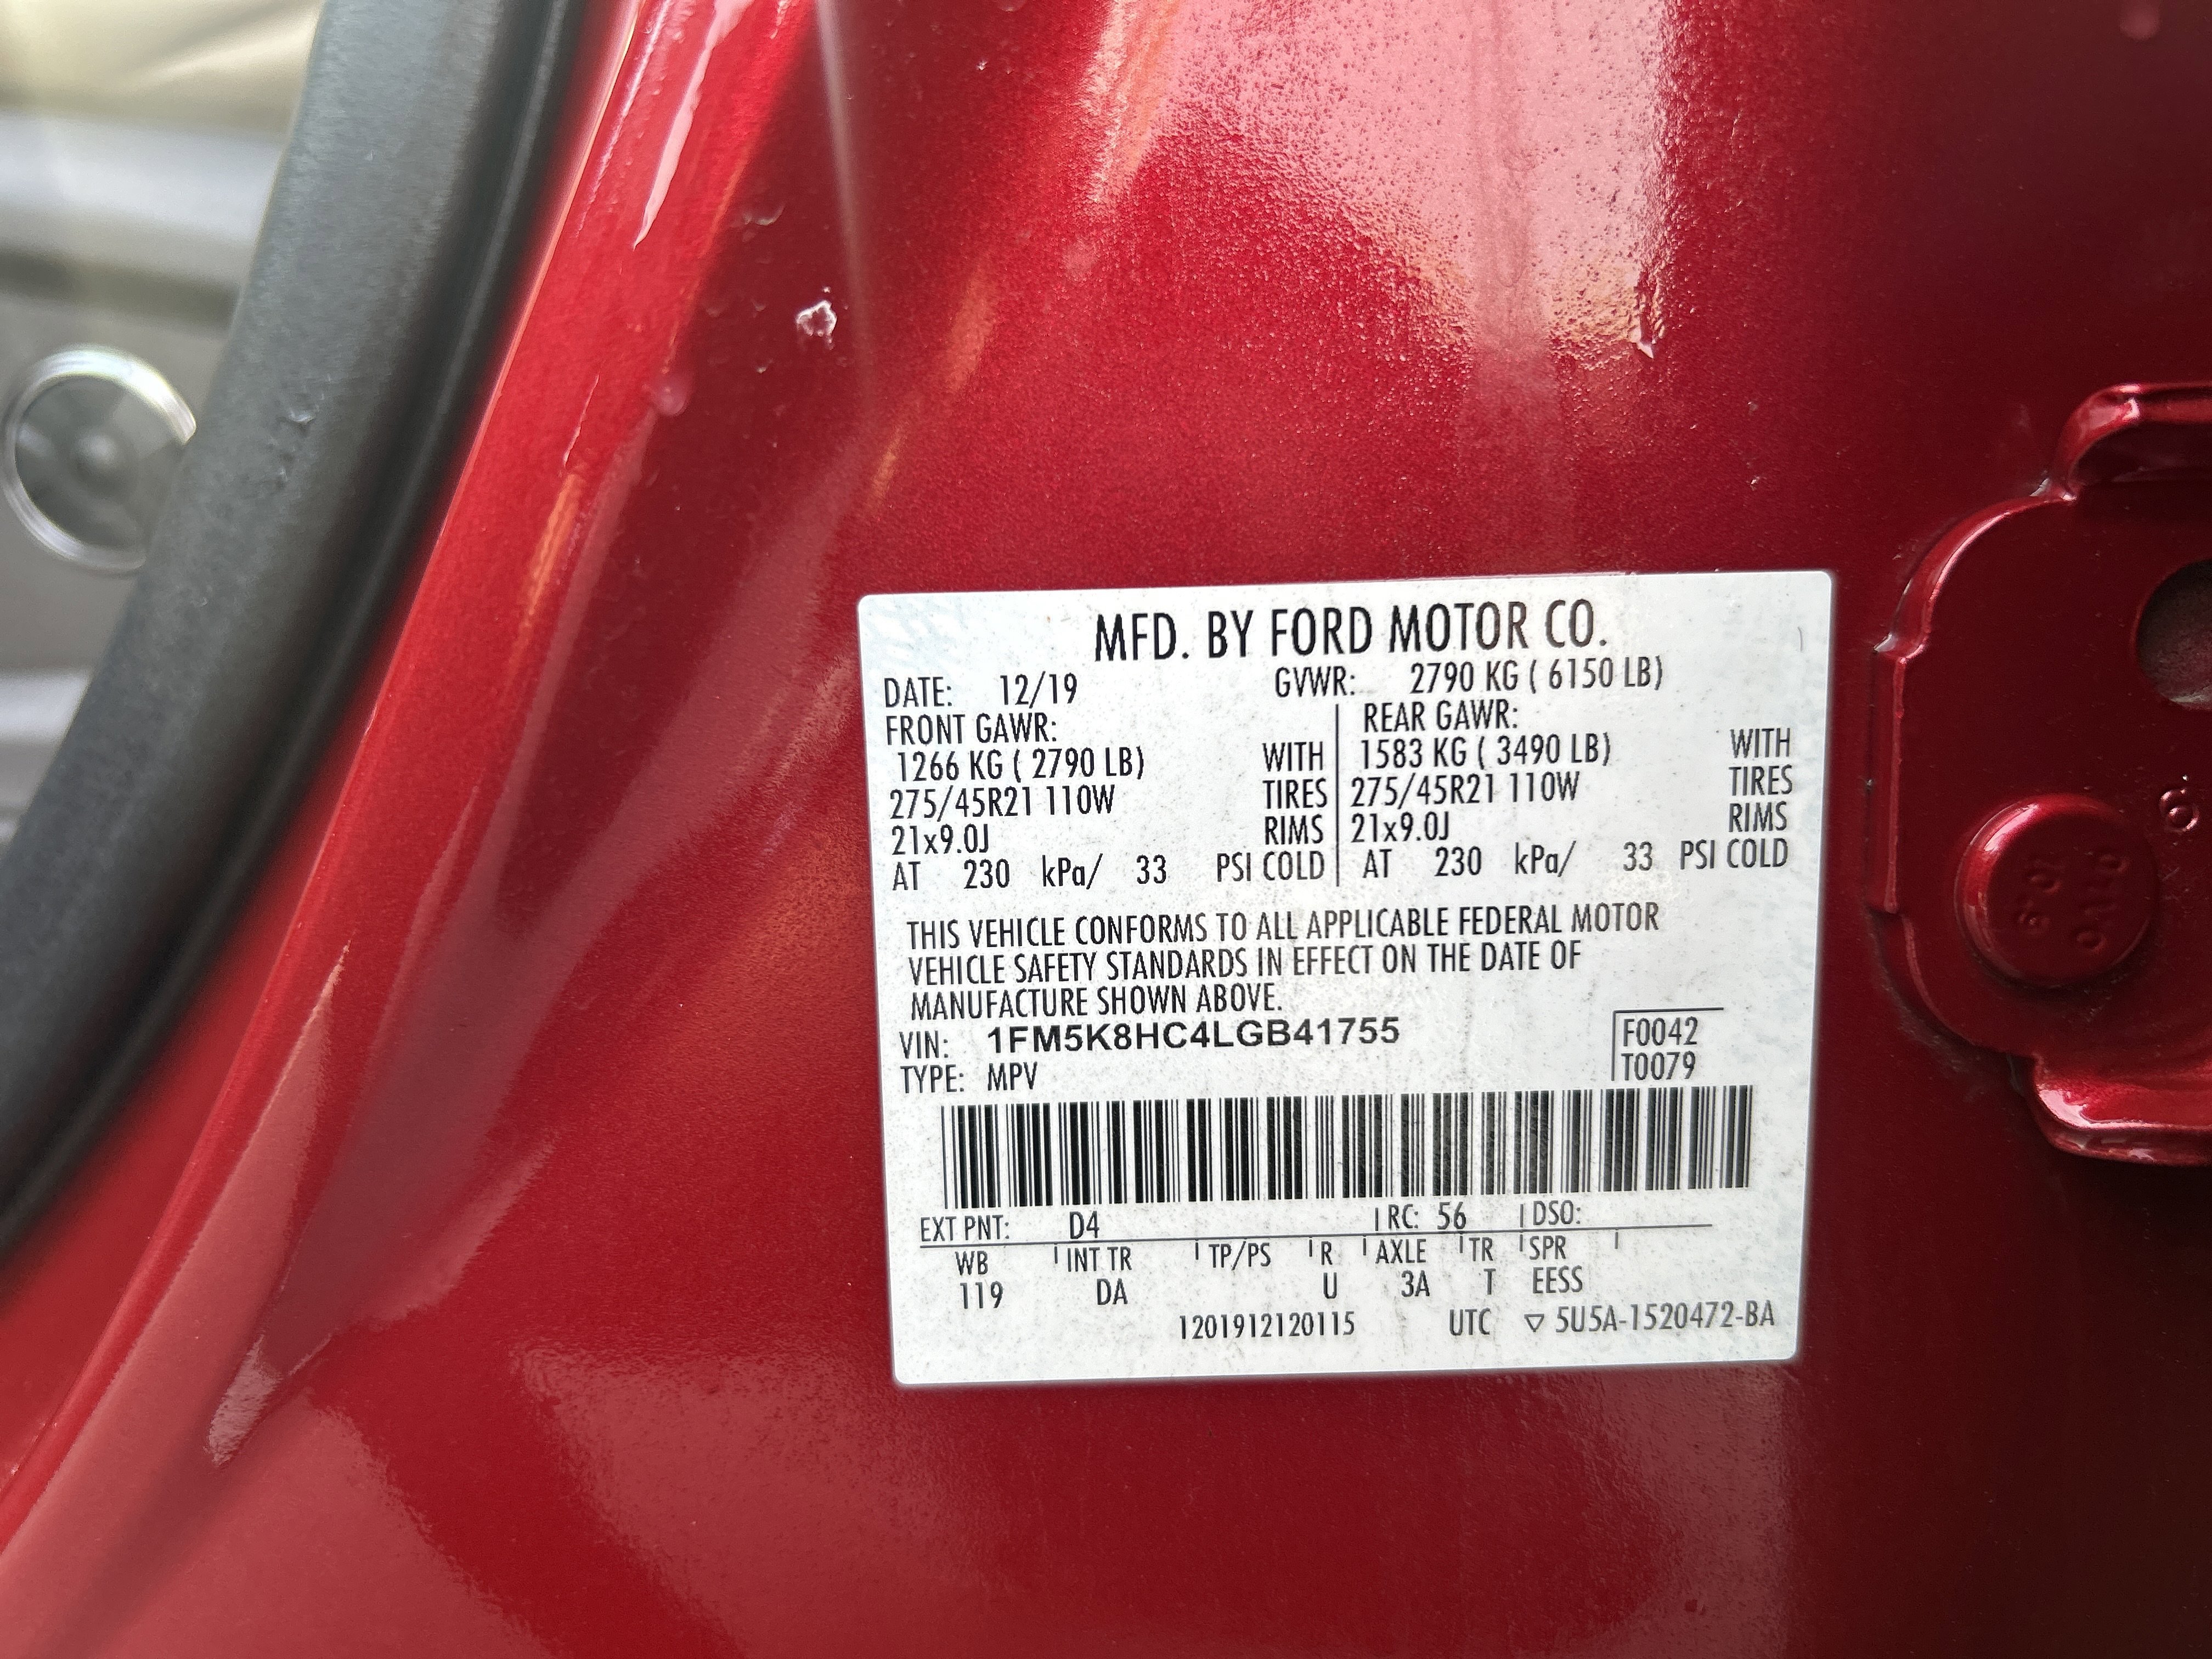 MFD. BY FORD MOTOR CO.
DATE: 12/19 GVWR: 2790 KG ( 6150 LB)
FRONT GAWR: REAR GAWR:
1266 KG ( 2790 LB) WITH 1583 KG ( 3490 LB) WITH
275/45R21 110W TIRES 275/45R21 110W TIRES
21x9.0J RIMS 21x9.0J RIMS
AT 230 kPa/ 33 PSI COLD AT 230 kPa/ 33 PSI COLD
THIS VEHICLE CONFORMS TO ALL APPLICABLE FEDERAL MOTOR
VEHICLE SAFETY STANDARDS IN EFFECT ON THE DATE OF
MANUFACTURE SHOWN ABOVE.
VIN: 1FM5K8HC4LGB41755 F0042
TYPE: MPV T0079
EXT PNT: D4 RC: 56 DSO:
WB INT TR TP/PS R AXLE TR SPR
119 DA U 3A T EESS
1201912120115 UTC ▽ 5U5A-1520472-BA